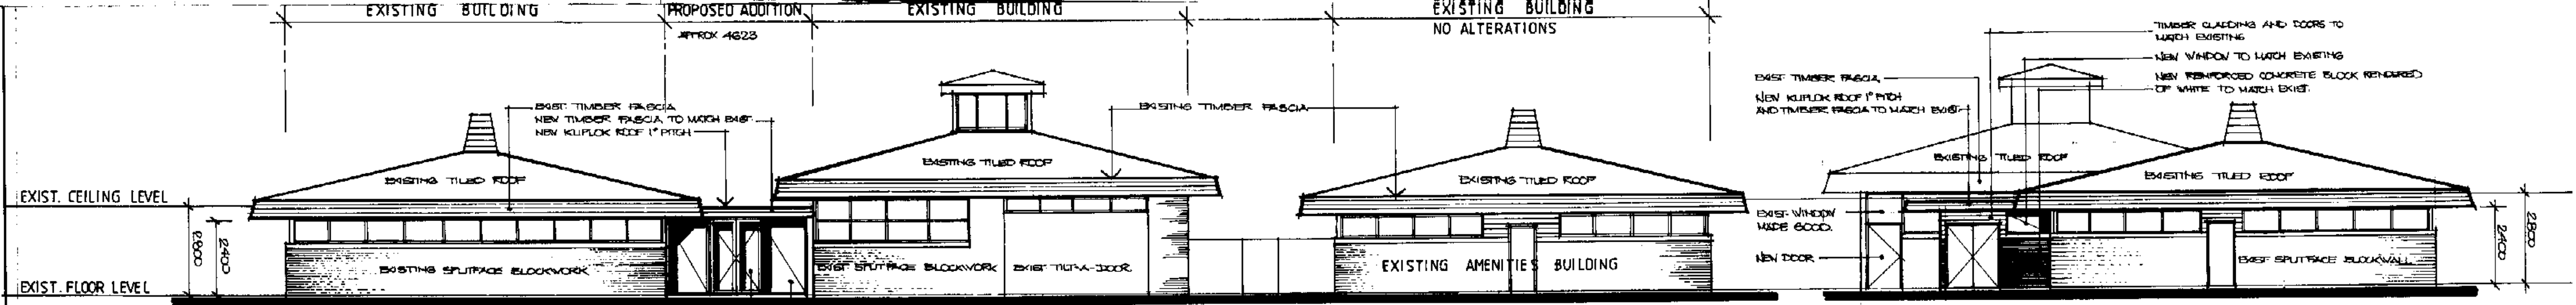 EXISTING BUILDING
PROPOSED ADDITION
APPROX 4623
EXISTING BUILDING
EXISTING BUILDING
NO ALTERATIONS
EXIST TIMBER FASCIA
NEW TIMBER FASCIA TO MATCH EXIST
NEW KLIPLOK ROOF 1° PITCH
EXISTING TIMBER FASCIA
EXIST TIMBER FASCIA
NEW KLIPLOK ROOF 1° PITCH
AND TIMBER FASCIA TO MATCH EXIST
TIMBER CLADDING AND DOORS TO
MATCH EXISTING
NEW WINDOW TO MATCH EXISTING
NEW REINFORCED CONCRETE BLOCK RENDERED
OF WHITE TO MATCH EXIST.
EXISTING TILED ROOF
EXISTING TILED ROOF
EXISTING TILED ROOF
EXISTING TILED ROOF
EXISTING TILED ROOF
EXIST. CEILING LEVEL
2800
2400
EXIST. FLOOR LEVEL
EXISTING SPLITFACE BLOCKWORK
EXIST SPLITFACE BLOCKWORK
EXIST TILT-A-DOOR
EXISTING AMENITIES BUILDING
EXIST WINDOW
MADE GOOD.
NEW DOOR
EXIST SPLITFACE BLOCKWALL
2400
2800